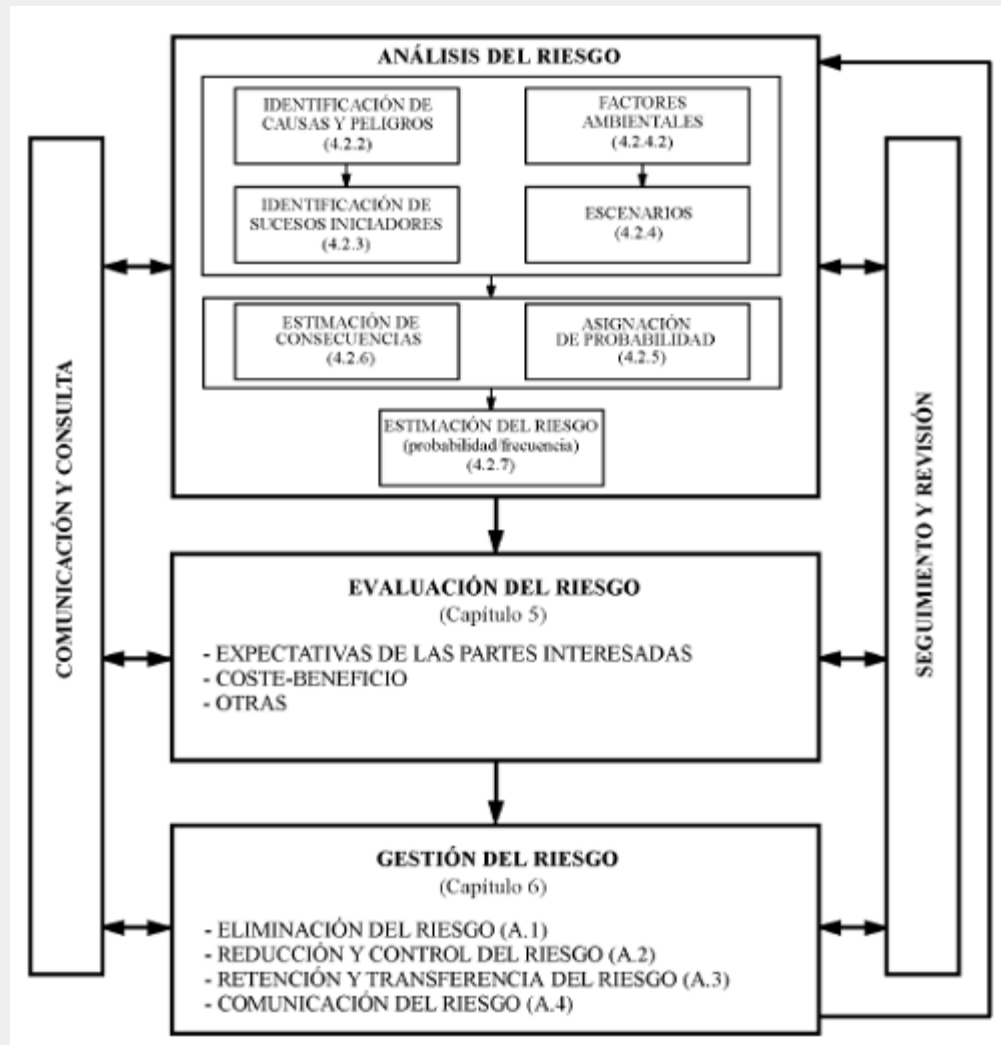 ANÁLISIS DEL RIESGO
IDENTIFICACIÓN DE
CAUSAS Y PELIGROS
(4.2.2)
FACTORES
AMBIENTALES
(4.2.4.2)
IDENTIFICACIÓN DE
SUCESOS INICIADORES
(4.2.3)
ESCENARIOS
(4.2.4)
ESTIMACIÓN DE
CONSECUENCIAS
(4.2.6)
ASIGNACIÓN
DE PROBABILIDAD
(4.2.5)
ESTIMACIÓN DEL RIESGO
(probabilidad/frecuencia)
(4.2.7)
COMUNICACIÓN Y CONSULTA
SEGUIMIENTO Y REVISIÓN
EVALUACIÓN DEL RIESGO
(Capítulo 5)
- EXPECTATIVAS DE LAS PARTES INTERESADAS
- COSTE-BENEFICIO
- OTRAS
GESTIÓN DEL RIESGO
(Capítulo 6)
- ELIMINACIÓN DEL RIESGO (A.1)
- REDUCCIÓN Y CONTROL DEL RIESGO (A.2)
- RETENCIÓN Y TRANSFERENCIA DEL RIESGO (A.3)
- COMUNICACIÓN DEL RIESGO (A.4)